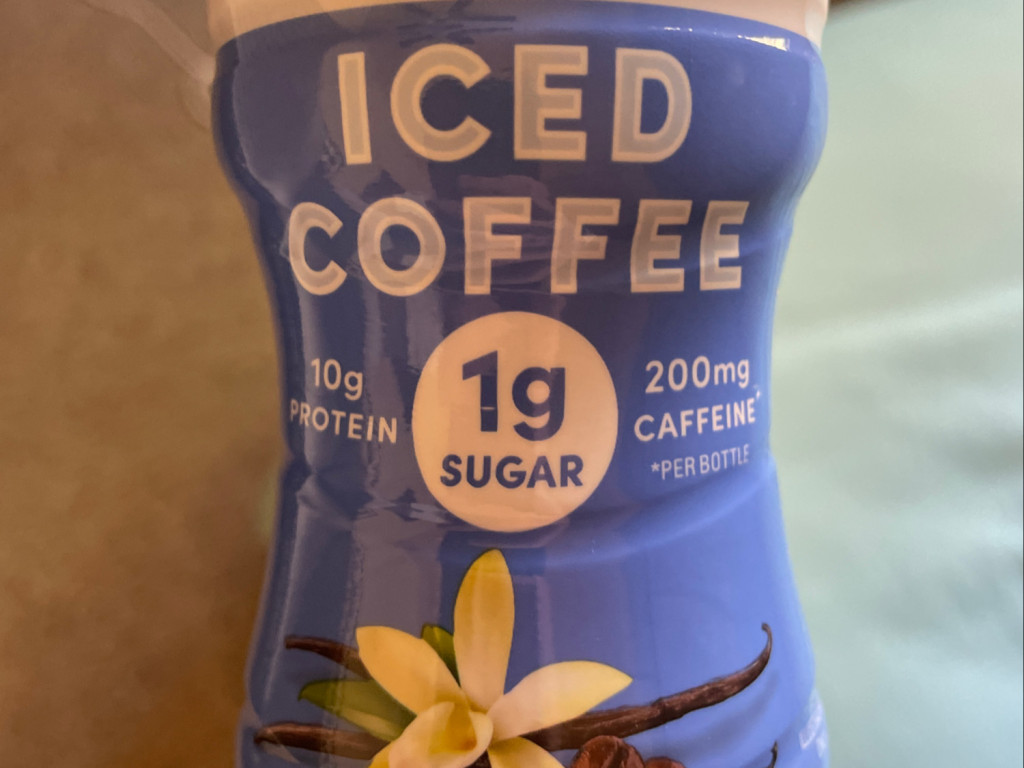 ICED
COFFEE
10g
PROTEIN
1g
SUGAR
200mg
CAFFEINE*
*PER BOTTLE